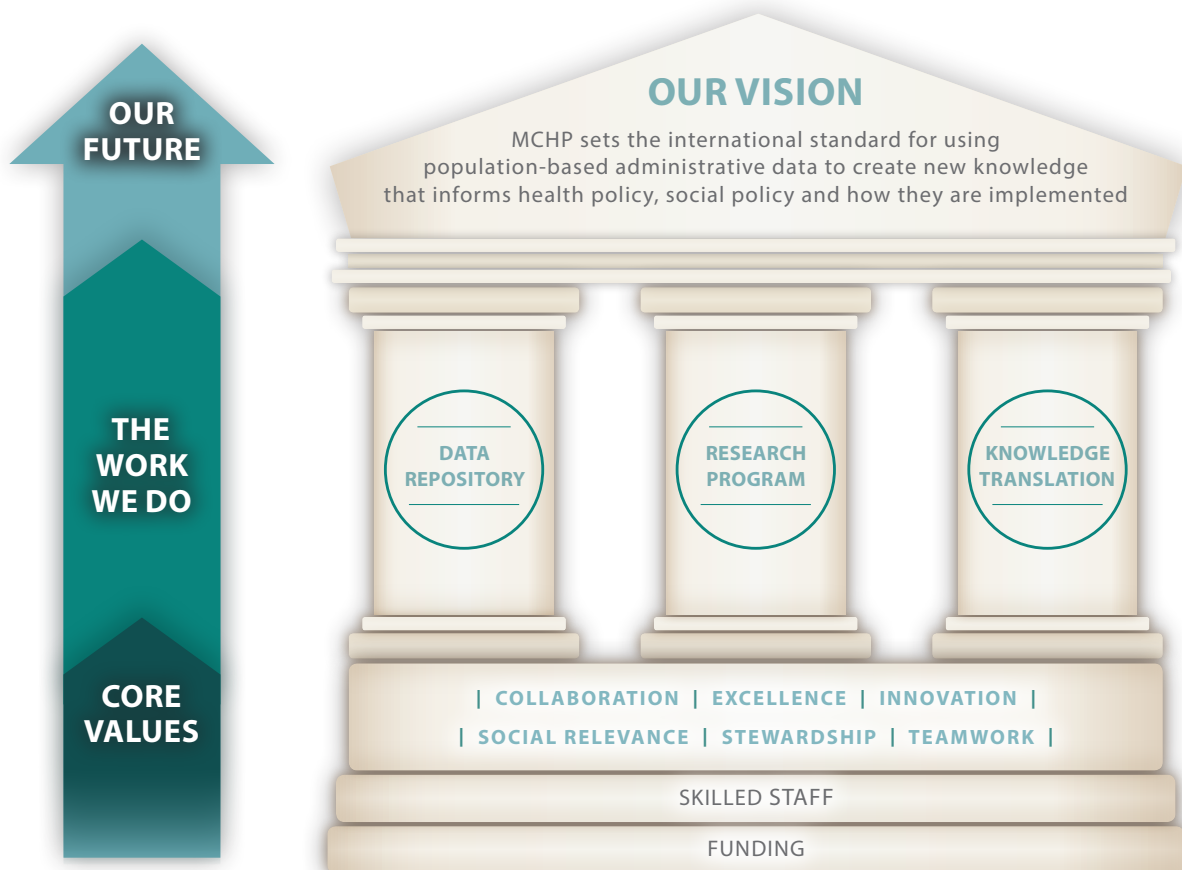 OUR
FUTURE
THE
WORK
WE DO
CORE
VALUES
OUR VISION
MCHP sets the international standard for using
population-based administrative data to create new knowledge
that informs health policy, social policy and how they are implemented
DATA
REPOSITORY
RESEARCH
PROGRAM
KNOWLEDGE
TRANSLATION
| COLLABORATION | EXCELLENCE | INNOVATION |
| SOCIAL RELEVANCE | STEWARDSHIP | TEAMWORK |
SKILLED STAFF
FUNDING